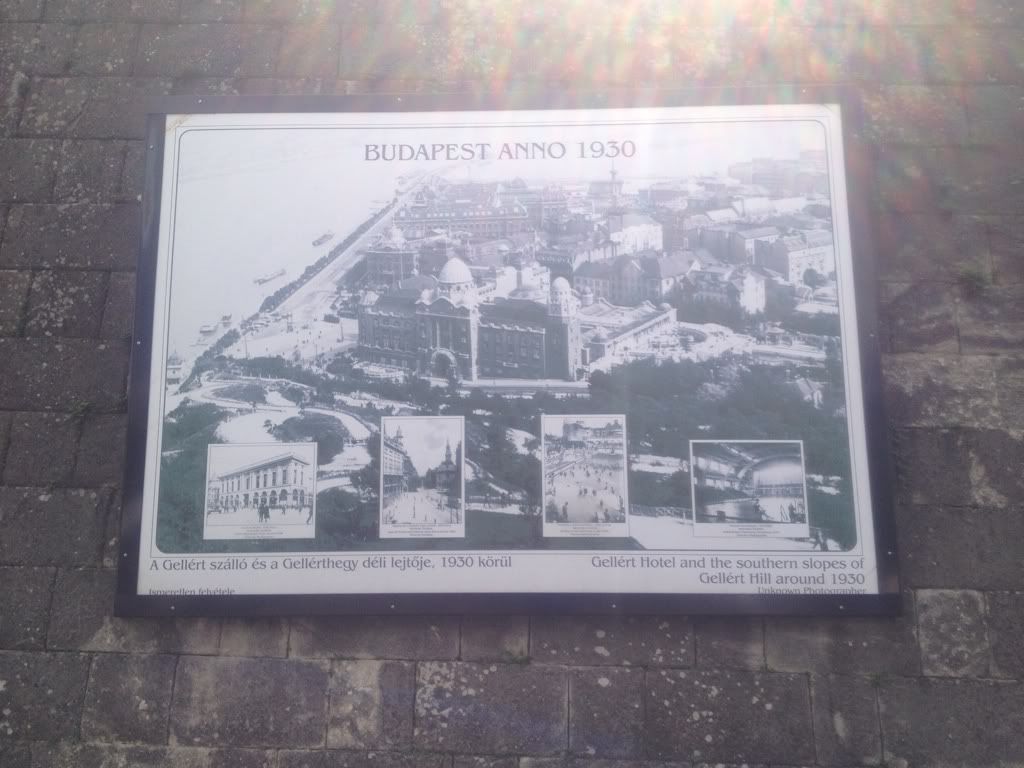 BUDAPEST ANNO 1930
A Gellért szálló és a Gellérthegy déli lejtője, 1930 körül
Ismeretlen felvétele
Gellért Hotel and the southern slopes of
Gellért Hill around 1930
Unknown Photographer